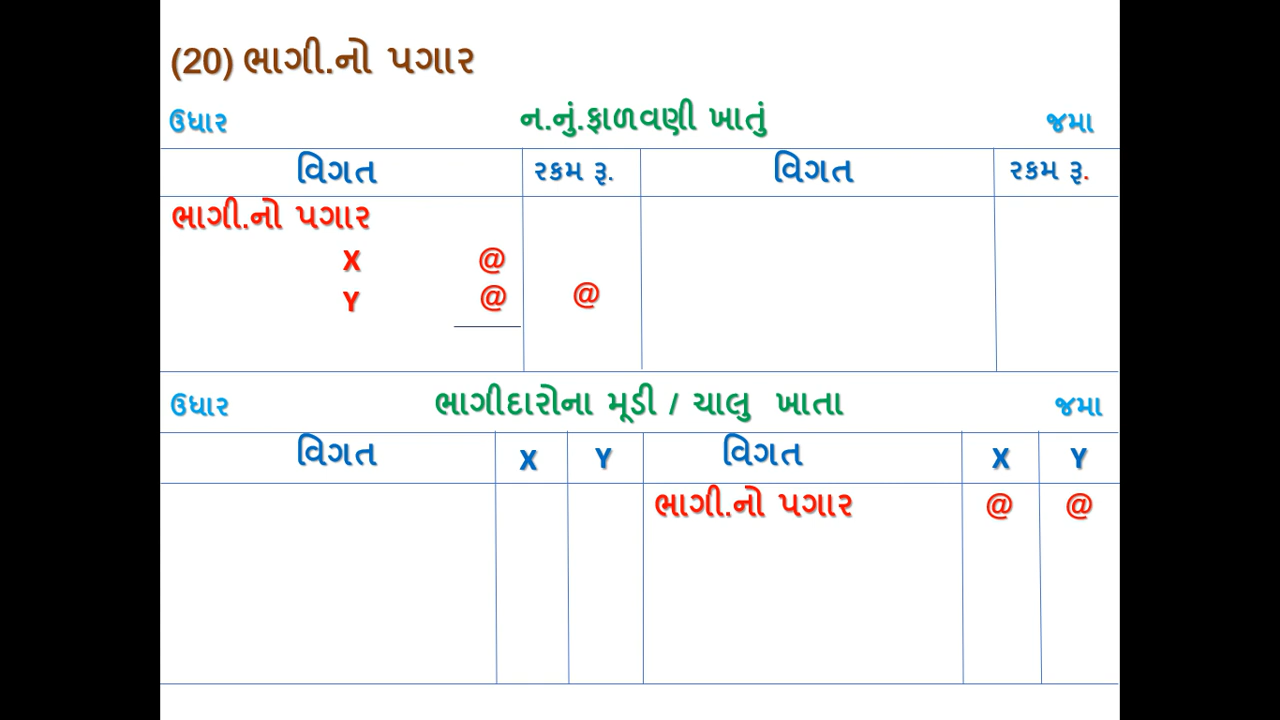 (20) ભાગી.નો પગાર
ઉધાર ન.નું.ફાળવણી ખાતું જમા
વિગત રકમ રૂ. વિગત રકમ રૂ.
ભાગી.નો પગાર
X @
Y @ @
ઉધાર ભાગીદારોના મૂડી / ચાલુ ખાતા જમા
વિગત X Y વિગત X Y
ભાગી.નો પગાર @ @